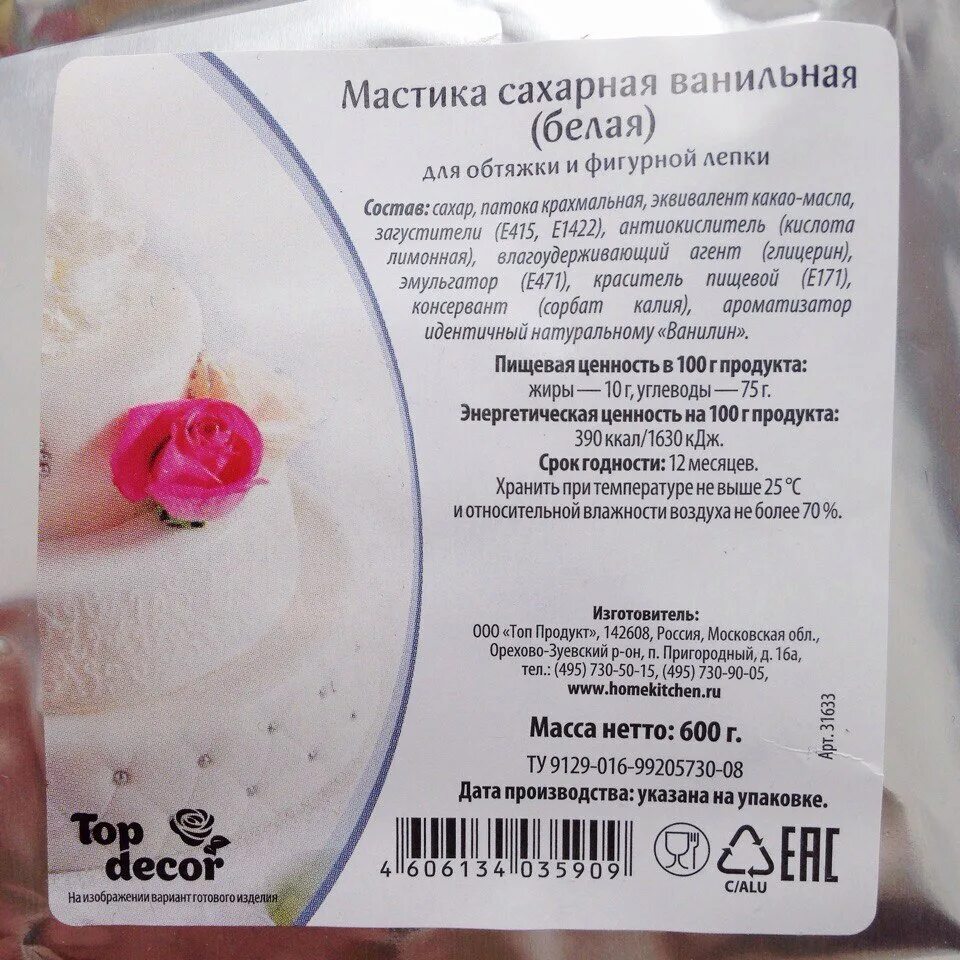 Мастика сахарная ванильная
(белая)
для обтяжки и фигурной лепки
Состав: сахар, патока крахмальная, эквивалент какао-масла,
загустители (Е415, Е1422), антиокислитель (кислота
лимонная), влагоудерживающий агент (глицерин),
эмульгатор (Е471), краситель пищевой (Е171),
консервант (сорбат калия), ароматизатор
идентичный натуральному «Ванилин».
Пищевая ценность в 100 г продукта:
жиры — 10 г, углеводы — 75 г.
Энергетическая ценность на 100 г продукта:
390 ккал/1630 кДж.
Срок годности: 12 месяцев.
Хранить при температуре не выше 25 °С
и относительной влажности воздуха не более 70 %.
Изготовитель:
ООО «Топ Продукт», 142608, Россия, Московская обл.,
Орехово-Зуевский р-он, п. Пригородный, д. 16а,
тел.: (495) 730-50-15, (495) 730-90-05,
www.homekitchen.ru
Масса нетто: 600 г.
Арт. 31633
ТУ 9129-016-99205730-08
Дата производства: указана на упаковке.
Top
decor
На изображении вариант готового изделия
4 606134 035909
C/ALU
EAC